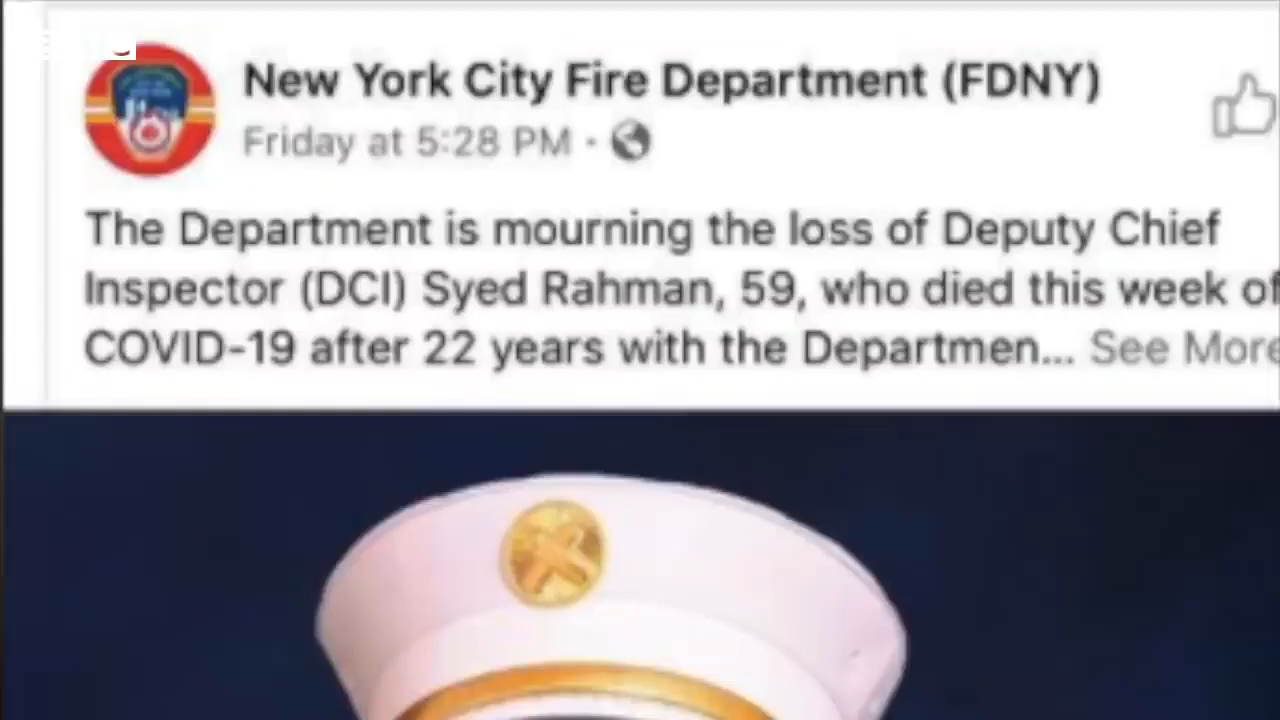 New York City Fire Department (FDNY)
Friday at 5:28 PM ·
The Department is mourning the loss of Deputy Chief
Inspector (DCI) Syed Rahman, 59, who died this week of
COVID-19 after 22 years with the Departmen... See More